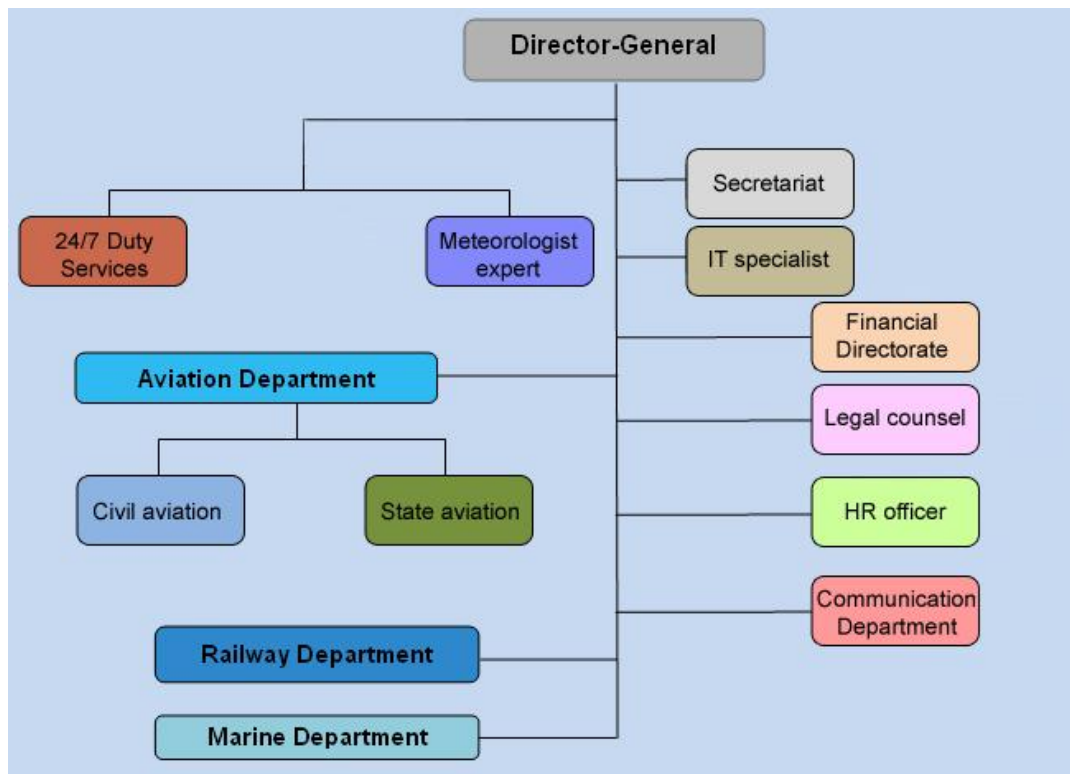 Director-General
Secretariat
24/7 Duty
Services
Meteorologist
expert
IT specialist
Financial
Directorate
Aviation Department
Legal counsel
Civil aviation
State aviation
HR officer
Communication
Department
Railway Department
Marine Department